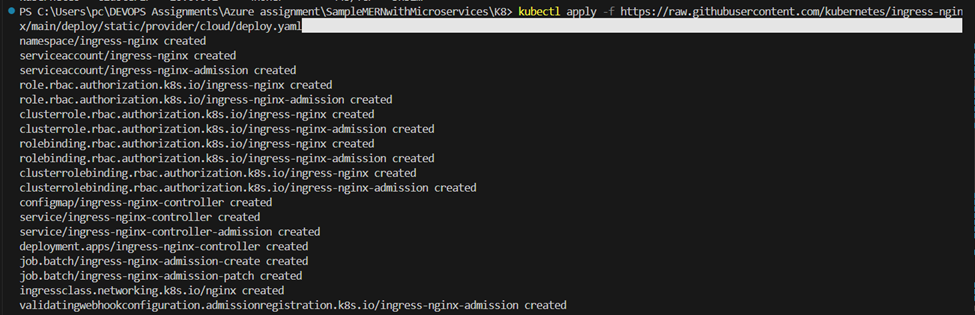 PS C:\Users\pc\DEVOPS Assignments\Azure assignment\SampleMERNwithMicroservices\K8> kubectl apply -f https://raw.githubusercontent.com/kubernetes/ingress-ngin
x/main/deploy/static/provider/cloud/deploy.yaml
namespace/ingress-nginx created
serviceaccount/ingress-nginx created
serviceaccount/ingress-nginx-admission created
role.rbac.authorization.k8s.io/ingress-nginx created
role.rbac.authorization.k8s.io/ingress-nginx-admission created
clusterrole.rbac.authorization.k8s.io/ingress-nginx created
clusterrole.rbac.authorization.k8s.io/ingress-nginx-admission created
rolebinding.rbac.authorization.k8s.io/ingress-nginx created
rolebinding.rbac.authorization.k8s.io/ingress-nginx-admission created
clusterrolebinding.rbac.authorization.k8s.io/ingress-nginx created
clusterrolebinding.rbac.authorization.k8s.io/ingress-nginx-admission created
configmap/ingress-nginx-controller created
service/ingress-nginx-controller created
service/ingress-nginx-controller-admission created
deployment.apps/ingress-nginx-controller created
job.batch/ingress-nginx-admission-create created
job.batch/ingress-nginx-admission-patch created
ingressclass.networking.k8s.io/nginx created
validatingwebhookconfiguration.admissionregistration.k8s.io/ingress-nginx-admission created